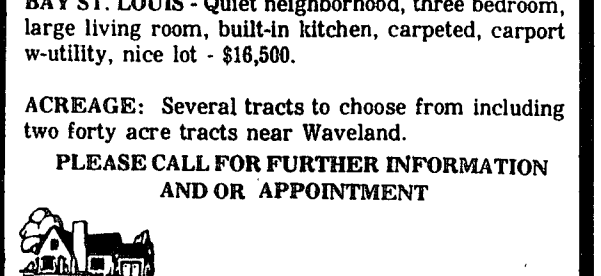 BAY ST. LOUIS - Quiet neighborhood, three bedroom,
large living room, built-in kitchen, carpeted, carport
w-utility, nice lot - $16,500.
ACREAGE: Several tracts to choose from including
two forty acre tracts near Waveland.
PLEASE CALL FOR FURTHER INFORMATION
AND OR APPOINTMENT